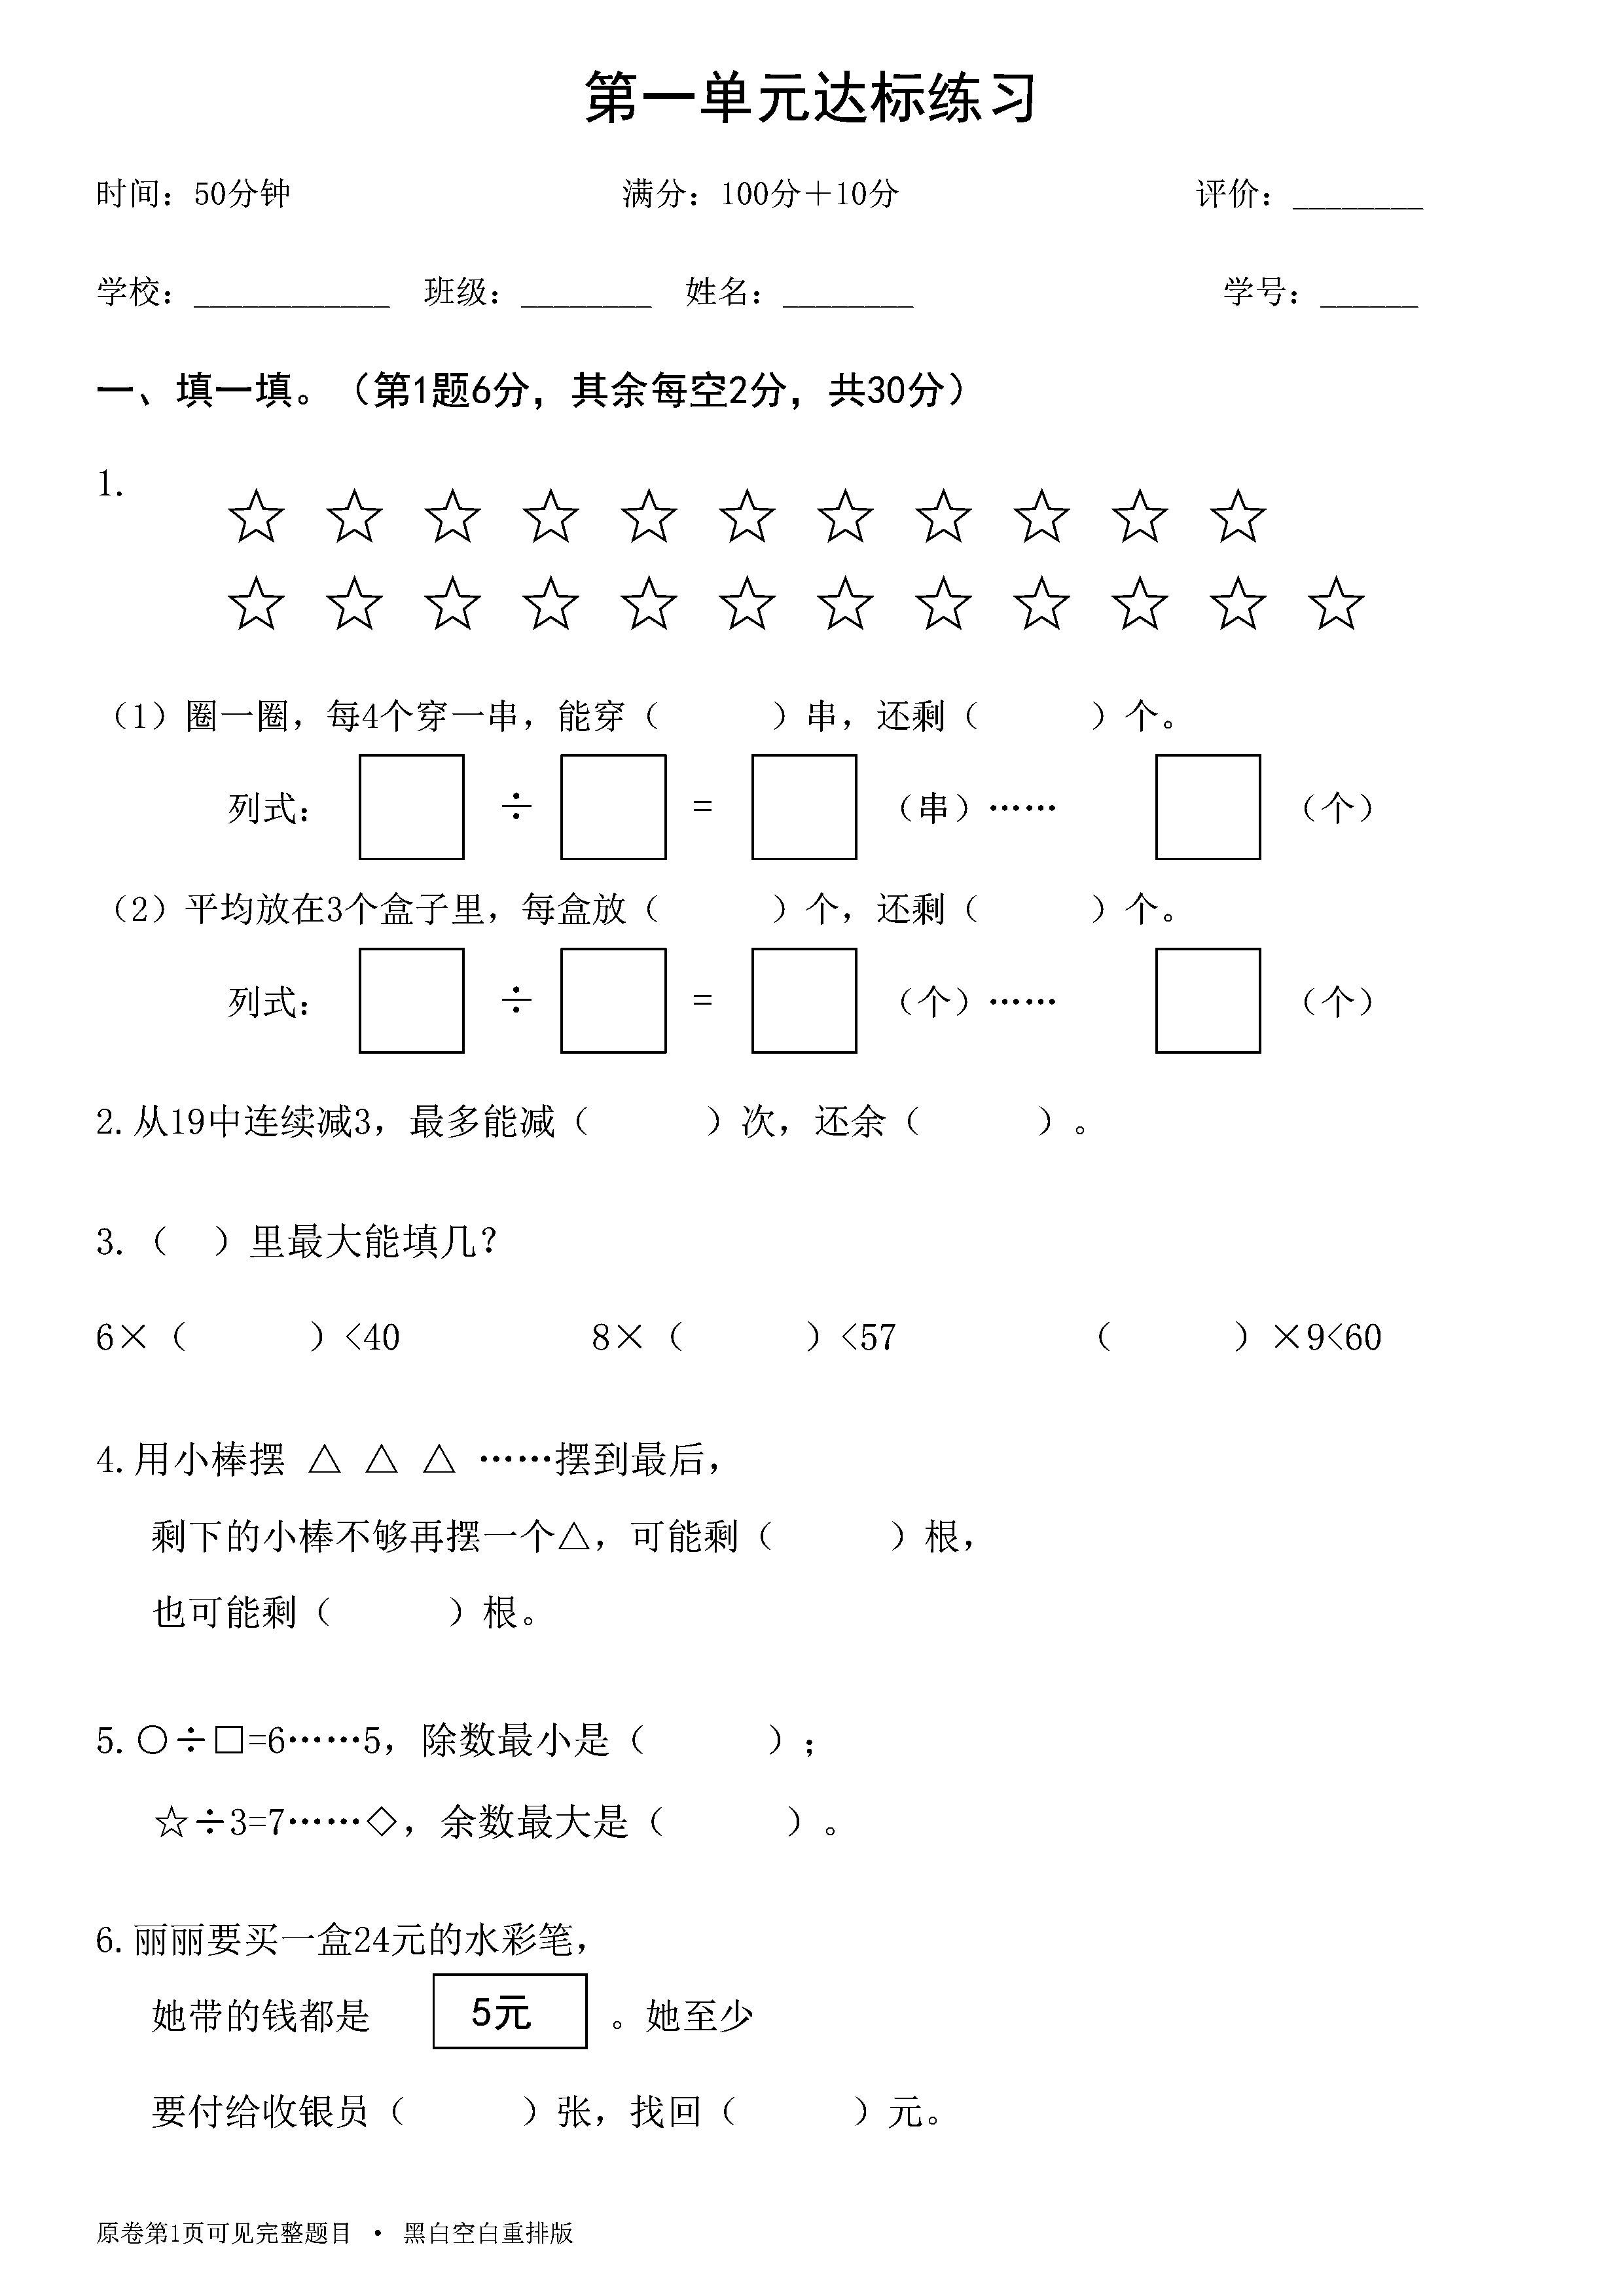 第一单元达标练习
时间：50分钟 满分：100分＋10分 评价：________
学校：____________ 班级：________ 姓名：________ 学号：______
一、填一填。（第1题6分，其余每空2分，共30分）
1.
☆ ☆ ☆ ☆ ☆ ☆ ☆ ☆ ☆ ☆ ☆
☆ ☆ ☆ ☆ ☆ ☆ ☆ ☆ ☆ ☆ ☆ ☆
（1）圈一圈，每4个穿一串，能穿（　　　）串，还剩（　　　）个。
列式： □ ÷ □ = □ （串）…… □ （个）
（2）平均放在3个盒子里，每盒放（　　　）个，还剩（　　　）个。
列式： □ ÷ □ = □ （个）…… □ （个）
2.从19中连续减3，最多能减（　　　）次，还余（　　　）。
3.（　）里最大能填几？
6×（　　　）<40 8×（　　　）<57 （　　　）×9<60
4.用小棒摆 △ △ △ ……摆到最后，
剩下的小棒不够再摆一个△，可能剩（　　　）根，
也可能剩（　　　）根。
5.○÷□=6……5，除数最小是（　　　）；
☆÷3=7……◇，余数最大是（　　　）。
6.丽丽要买一盒24元的水彩笔，
她带的钱都是 5元 。她至少
要付给收银员（　　　）张，找回（　　　）元。
原卷第1页可见完整题目 • 黑白空白重排版